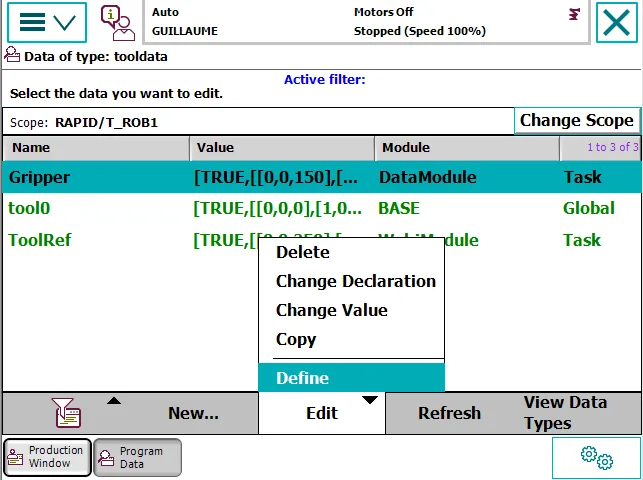 Auto
GUILLAUME
Motors Off
Stopped (Speed 100%)
Data of type: tooldata
Active filter:
Select the data you want to edit.
Scope: RAPID/T_ROB1 Change Scope
Name Value Module 1 to 3 of 3
Gripper [TRUE,[[0,0,150],[... DataModule Task
tool0 [TRUE,[[0,0,0],[1,0... BASE Global
ToolRef Task
Delete
Change Declaration
Change Value
Copy
Define
New... Edit Refresh View Data
Types
Production
Window
Program
Data